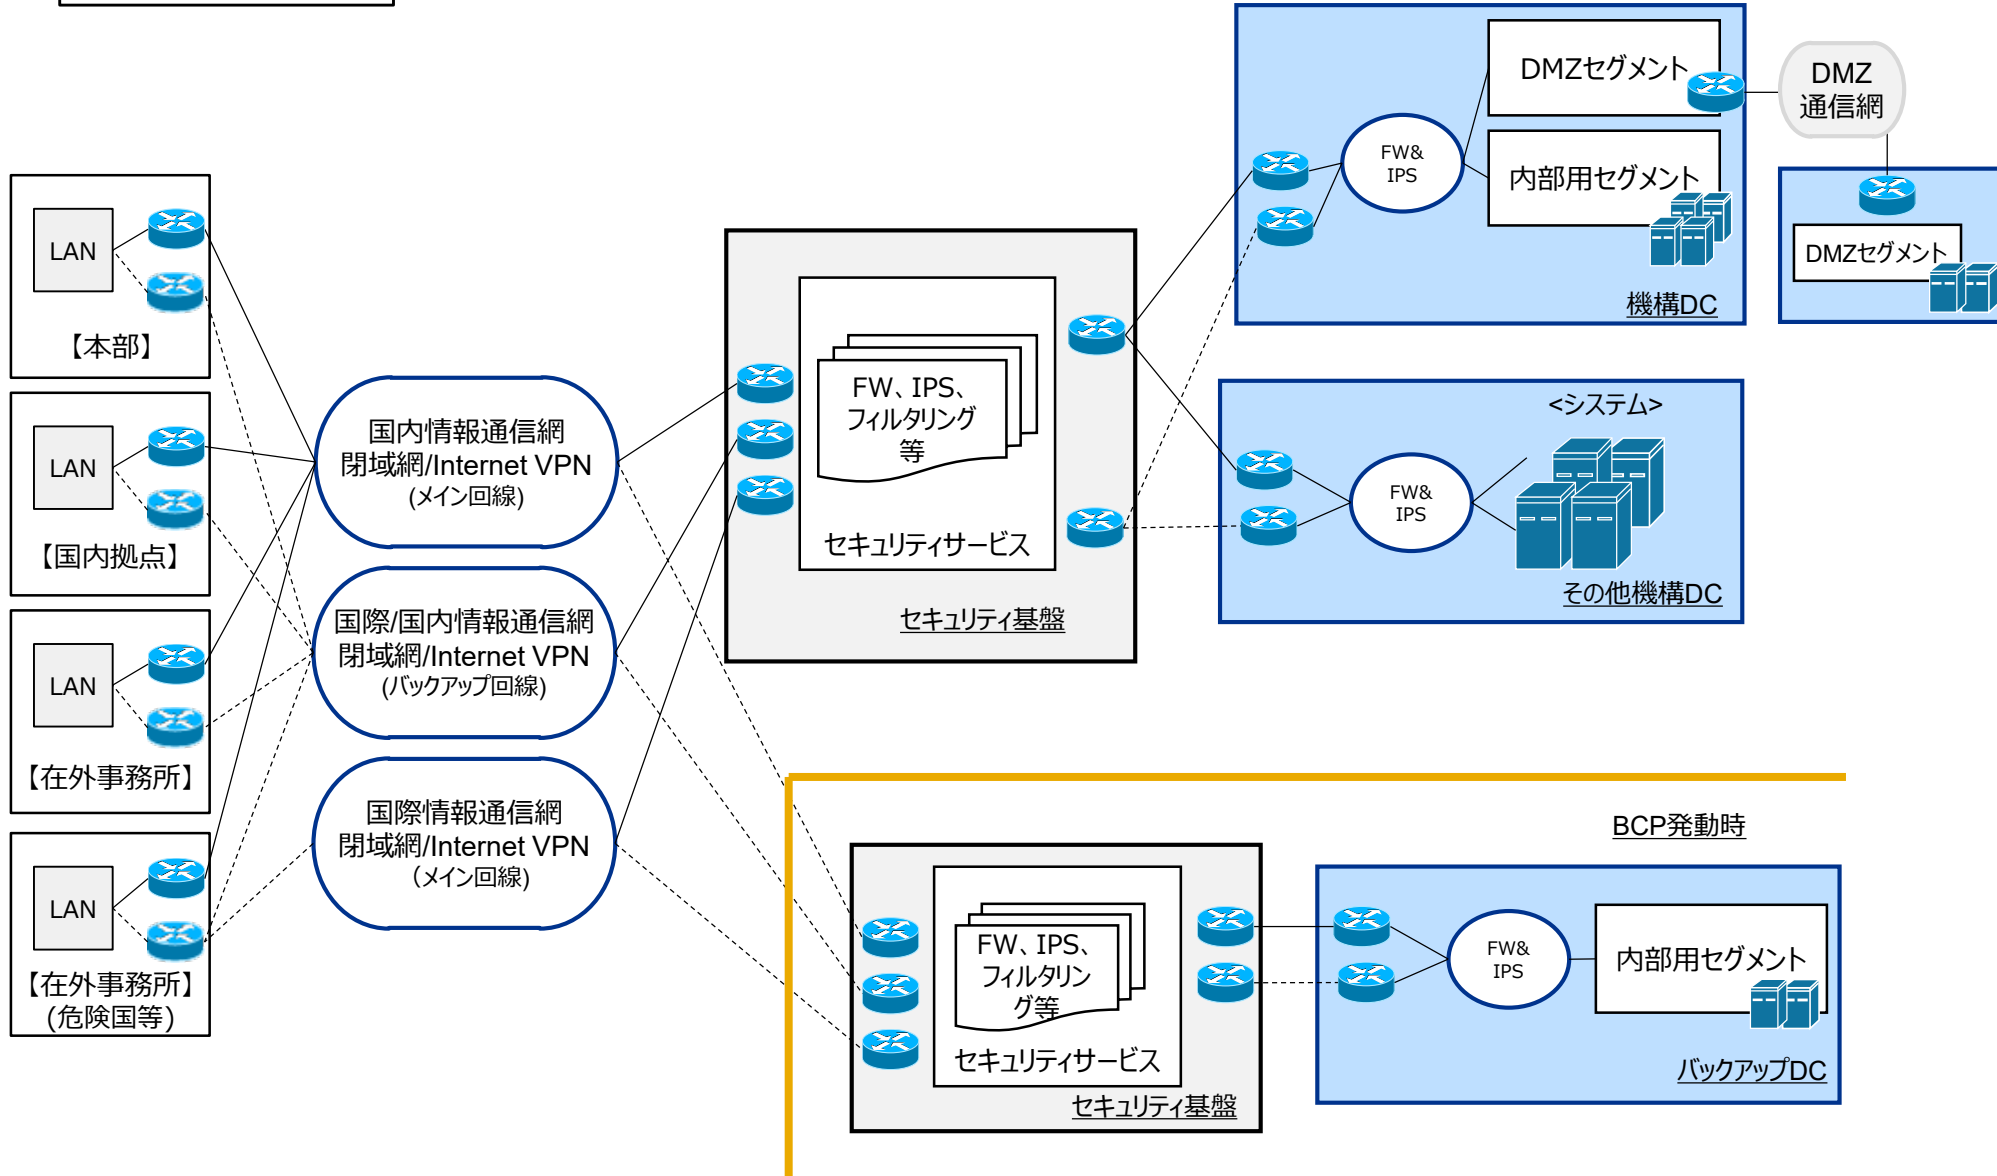 LAN
【本部】
LAN
【国内拠点】
LAN
【在外事務所】
LAN
【在外事務所】
(危険国等)
国内情報通信網
閉域網/Internet VPN
(メイン回線)
国際/国内情報通信網
閉域網/Internet VPN
(バックアップ回線)
国際情報通信網
閉域網/Internet VPN
（メイン回線)
FW、IPS、
フィルタリング
等
セキュリティサービス
セキュリティ基盤
FW&
IPS
DMZセグメント
内部用セグメント
機構DC
DMZ
通信網
DMZセグメント
FW&
IPS
<システム>
その他機構DC
BCP発動時
FW、IPS、
フィルタリン
グ等
セキュリティサービス
セキュリティ基盤
FW&
IPS
内部用セグメント
バックアップDC